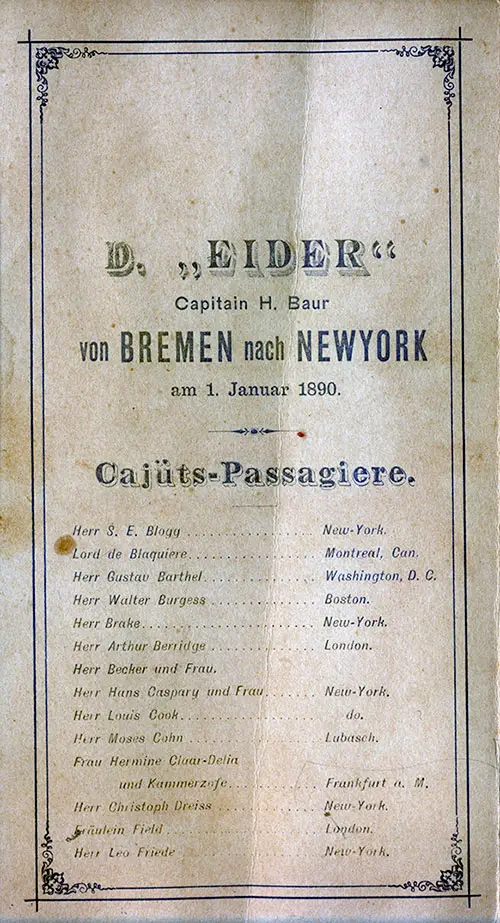 D. „EIDER“
Capitain H. Baur
von BREMEN nach NEWYORK
am 1. Januar 1890.
Cajüts-Passagiere.
Herr S. E. Blogg . . . . . . . . . . . . . . . . New-York.
Lord de Blaquiere. . . . . . . . . . . . . . . Montreal, Can.
Herr Gustav Barthel. . . . . . . . . . . . . Washington, D. C.
Herr Walter Burgess . . . . . . . . . . . . Boston.
Herr Brake. . . . . . . . . . . . . . . . . . . . . . New-York.
Herr Arthur Berridge . . . . . . . . . . . . London.
Herr Becker und Frau.
Herr Hans Caspary und Frau. . . . . . New-York.
Herr Louis Cook. . . . . . . . . . . . . . . . . do.
Herr Moses Cohn . . . . . . . . . . . . . . . Lubasch.
Frau Hermine Claar-Delia
und Kammerzofe. . . . . . . . . . . Frankfurt a. M.
Herr Christoph Dreiss . . . . . . . . . . . New-York.
Fräulein Field . . . . . . . . . . . . . . . . . . London.
Herr Leo Friede . . . . . . . . . . . . . . . . New-York.